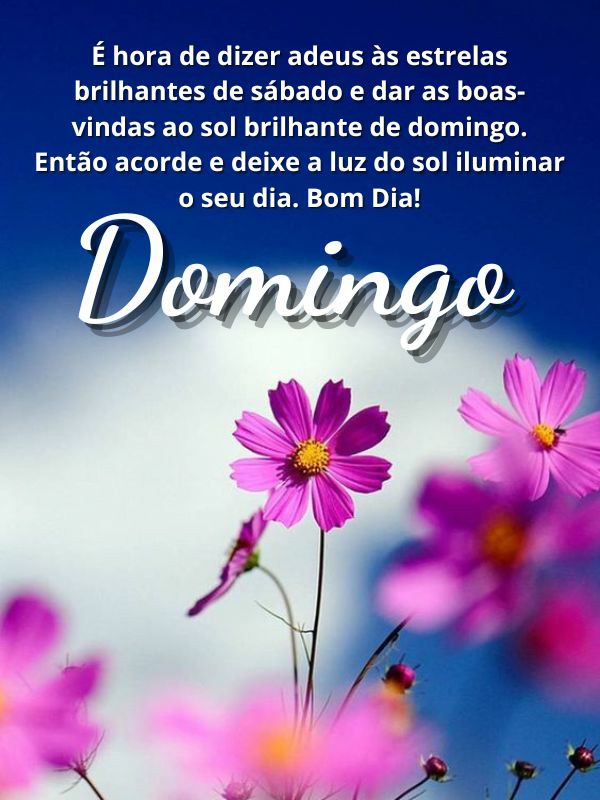 É hora de dizer adeus às estrelas
brilhantes de sábado e dar as boas-
vindas ao sol brilhante de domingo.
Então acorde e deixe a luz do sol iluminar
o seu dia. Bom Dia!
Domingo